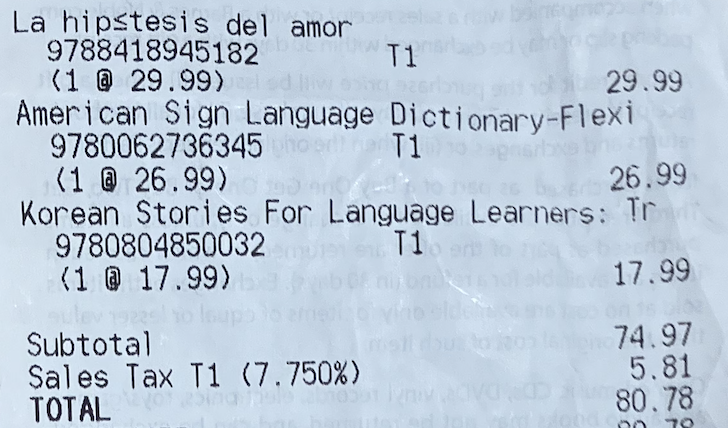 La hip≤tesis del amor
9788418945182 T1
(1 @ 29.99) 29.99
American Sign Language Dictionary-Flexi
9780062736345 T1
(1 @ 26.99) 26.99
Korean Stories For Language Learners: Tr
9780804850032 T1
(1 @ 17.99) 17.99
Subtotal 74.97
Sales Tax T1 (7.750%) 5.81
TOTAL 80.78